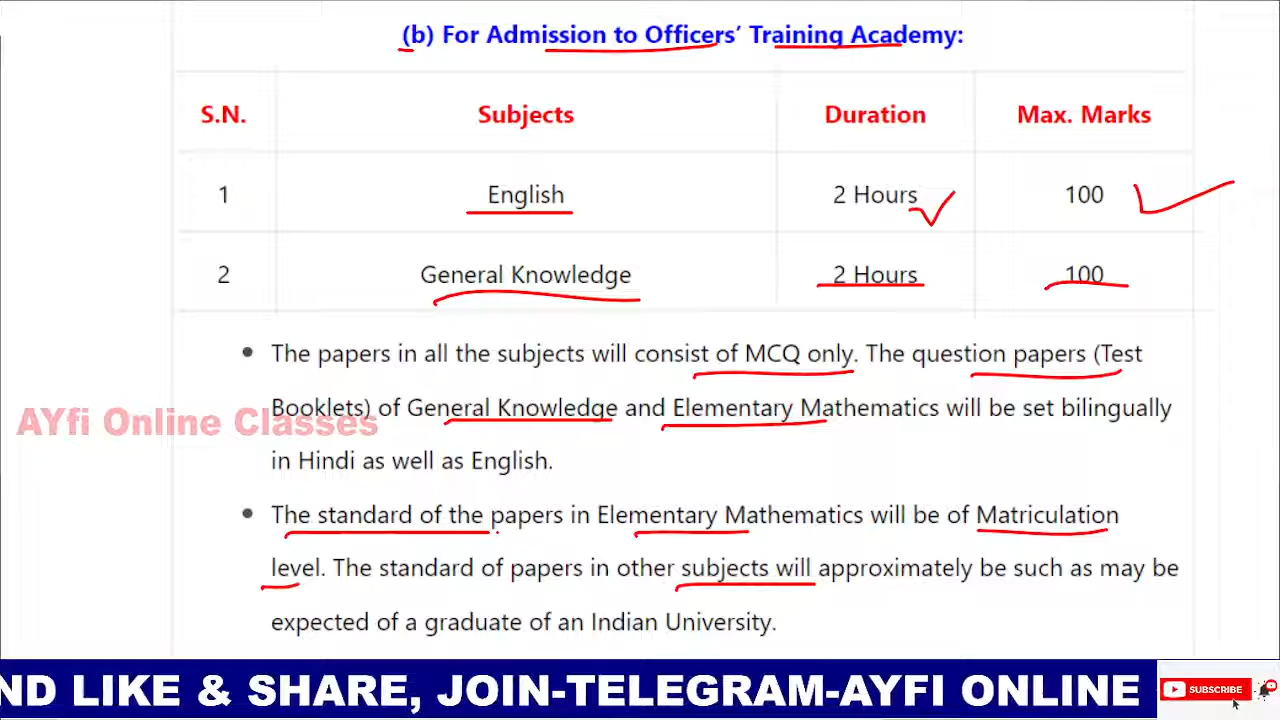 (b) For Admission to Officers' Training Academy:
S.N. Subjects Duration Max. Marks
1 English 2 Hours 100
2 General Knowledge 2 Hours 100
• The papers in all the subjects will consist of MCQ only. The question papers (Test
Booklets) of General Knowledge and Elementary Mathematics will be set bilingually
AYfi Online Classes
in Hindi as well as English.
• The standard of the papers in Elementary Mathematics will be of Matriculation
level. The standard of papers in other subjects will approximately be such as may be
expected of a graduate of an Indian University.
ND LIKE & SHARE, JOIN-TELEGRAM-AYFI ONLINE
SUBSCRIBE